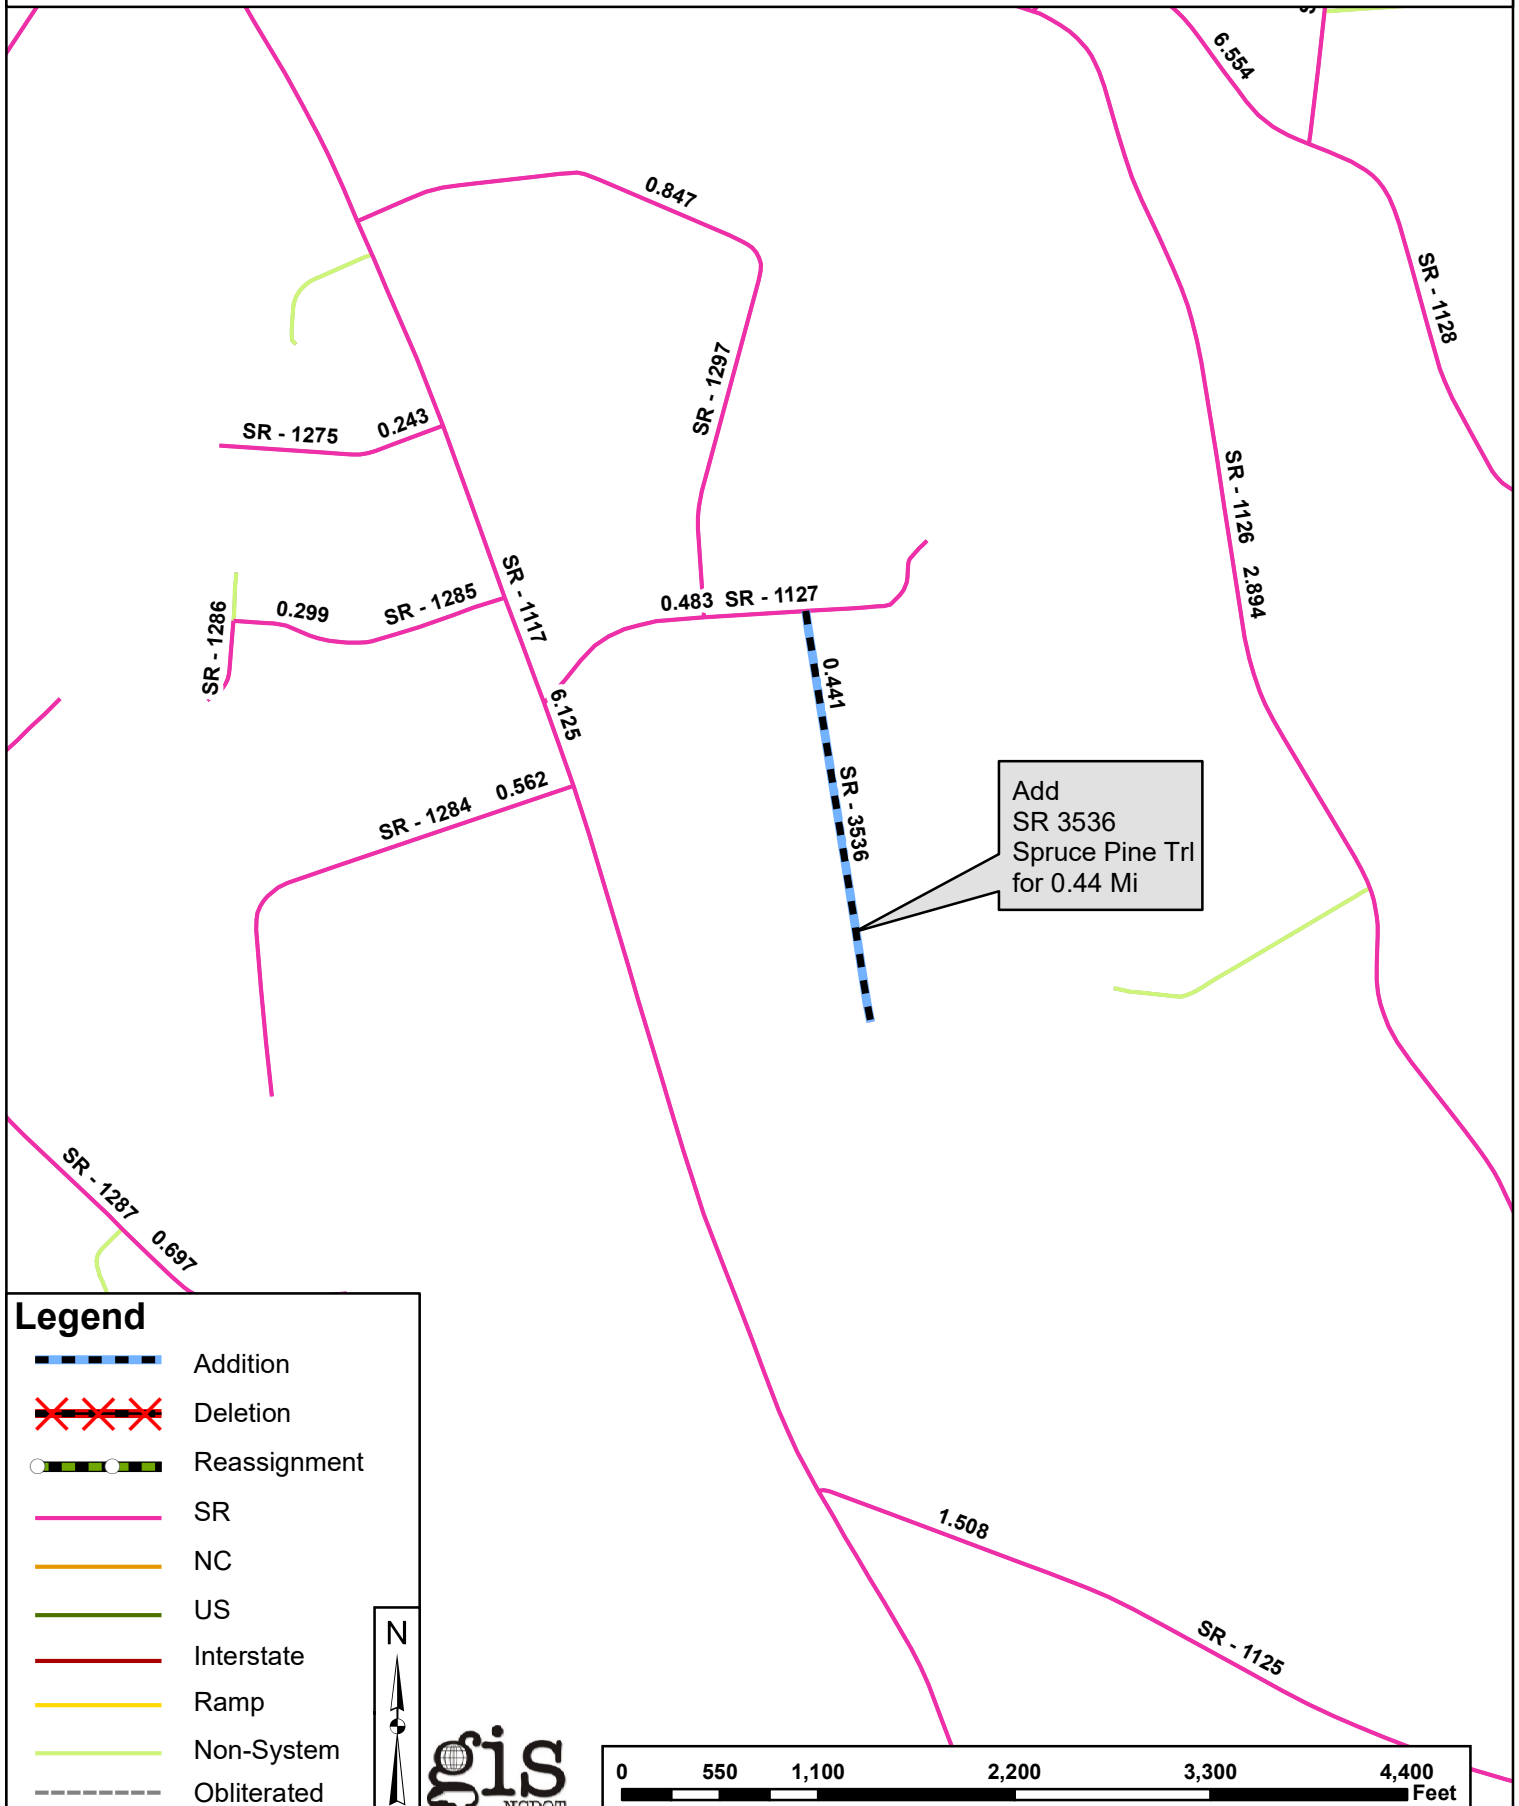 6.554
0.847
SR - 1128
SR - 1297
SR - 1275
0.243
SR - 1126
2.894
SR - 1117
6.125
SR - 1285
0.299
SR - 1286
0.483
SR - 1127
0.441
SR - 3536
0.562
SR - 1284
Add
SR 3536
Spruce Pine Trl
for 0.44 Mi
SR - 1287
0.697
1.508
SR - 1125
Legend
Addition
Deletion
Reassignment
SR
NC
US
Interstate
Ramp
Non-System
Obliterated
N
gis
0 550 1,100 2,200 3,300 4,400
Feet